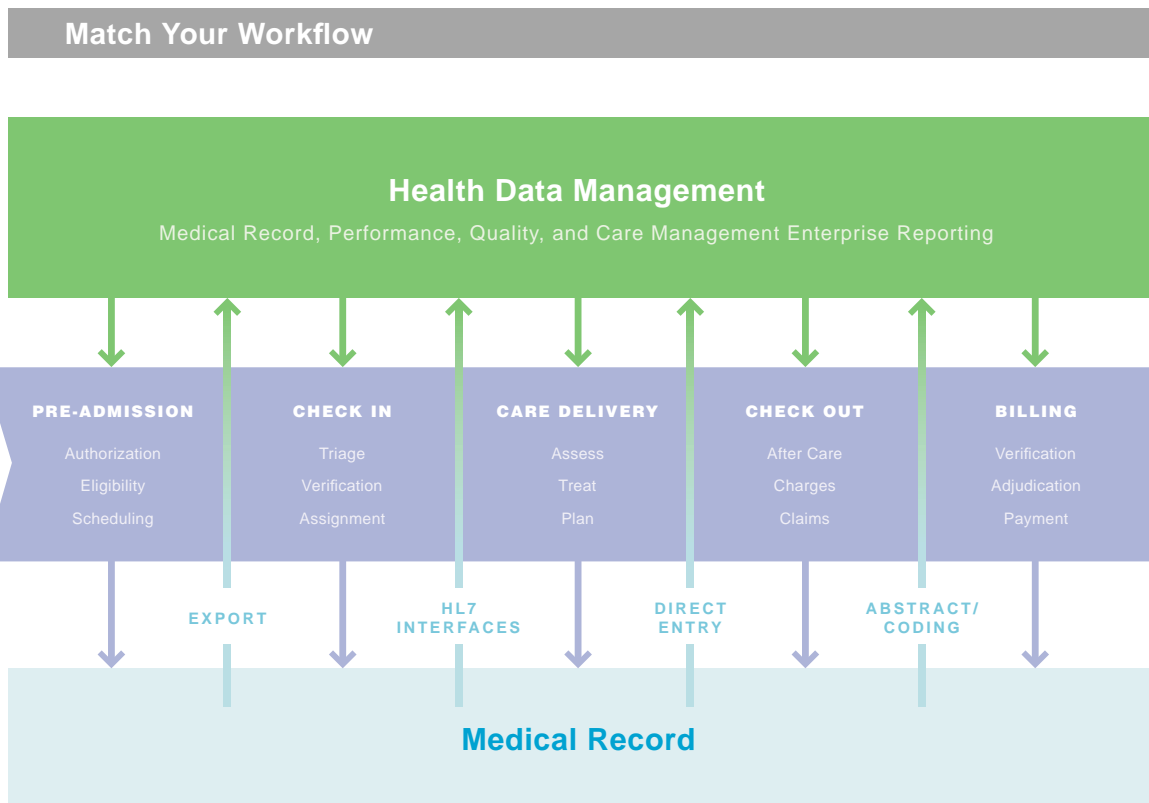 Match Your Workflow
Health Data Management
Medical Record, Performance, Quality, and Care Management Enterprise Reporting
PRE-ADMISSION
Authorization
Eligibility
Scheduling
CHECK IN
Triage
Verification
Assignment
CARE DELIVERY
Assess
Treat
Plan
CHECK OUT
After Care
Charges
Claims
BILLING
Verification
Adjudication
Payment
EXPORT
HL7
INTERFACES
DIRECT
ENTRY
ABSTRACT/
CODING
Medical Record